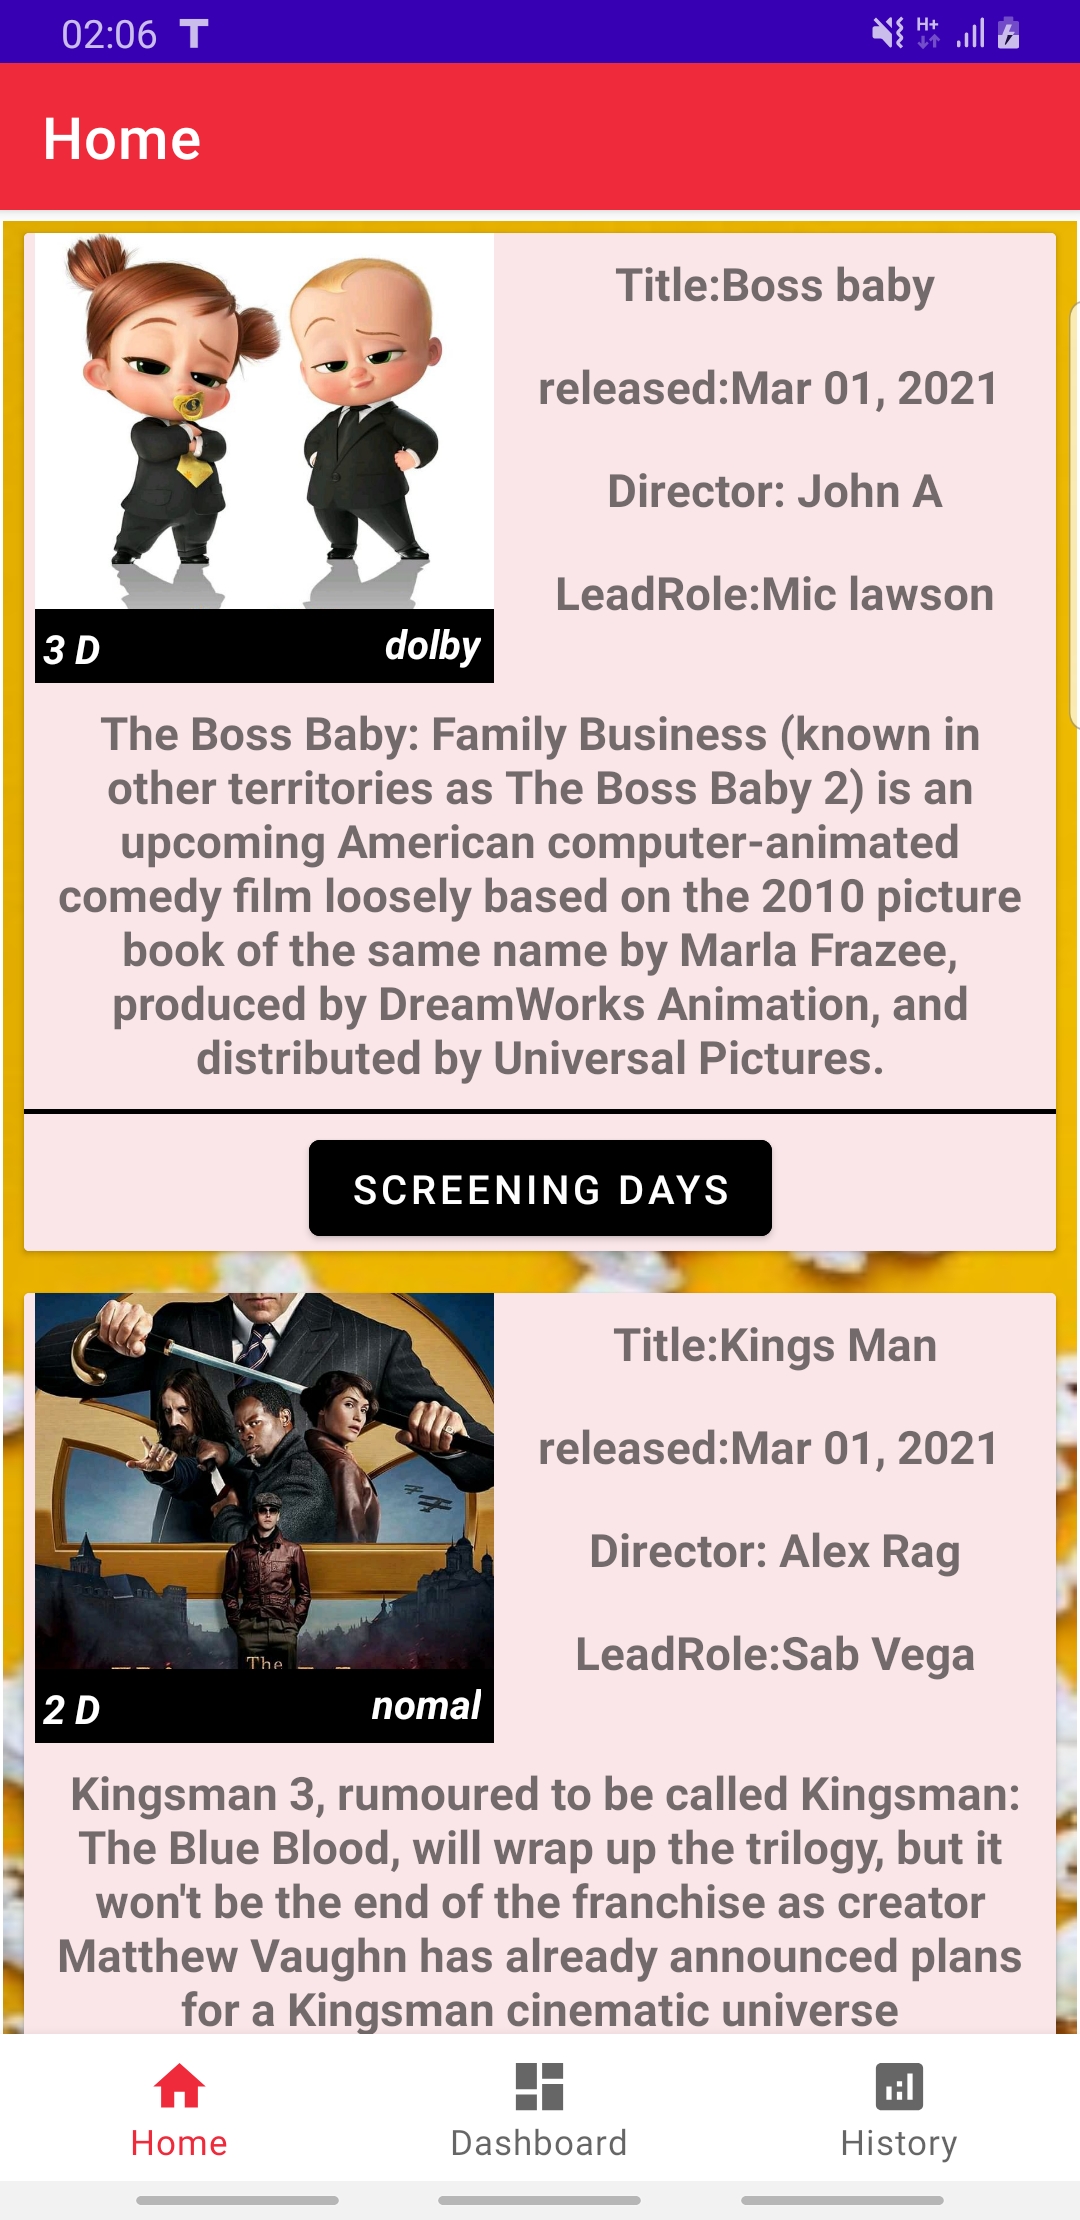 02:06 T H+
Home
Title:Boss baby
released:Mar 01, 2021
Director: John A
LeadRole:Mic lawson
3 D dolby
The Boss Baby: Family Business (known in
other territories as The Boss Baby 2) is an
upcoming American computer-animated
comedy film loosely based on the 2010 picture
book of the same name by Marla Frazee,
produced by DreamWorks Animation, and
distributed by Universal Pictures.
SCREENING DAYS
Title:Kings Man
released:Mar 01, 2021
Director: Alex Rag
LeadRole:Sab Vega
The
2 D nomal
Kingsman 3, rumoured to be called Kingsman:
The Blue Blood, will wrap up the trilogy, but it
won't be the end of the franchise as creator
Matthew Vaughn has already announced plans
for a Kingsman cinematic universe
Home Dashboard History